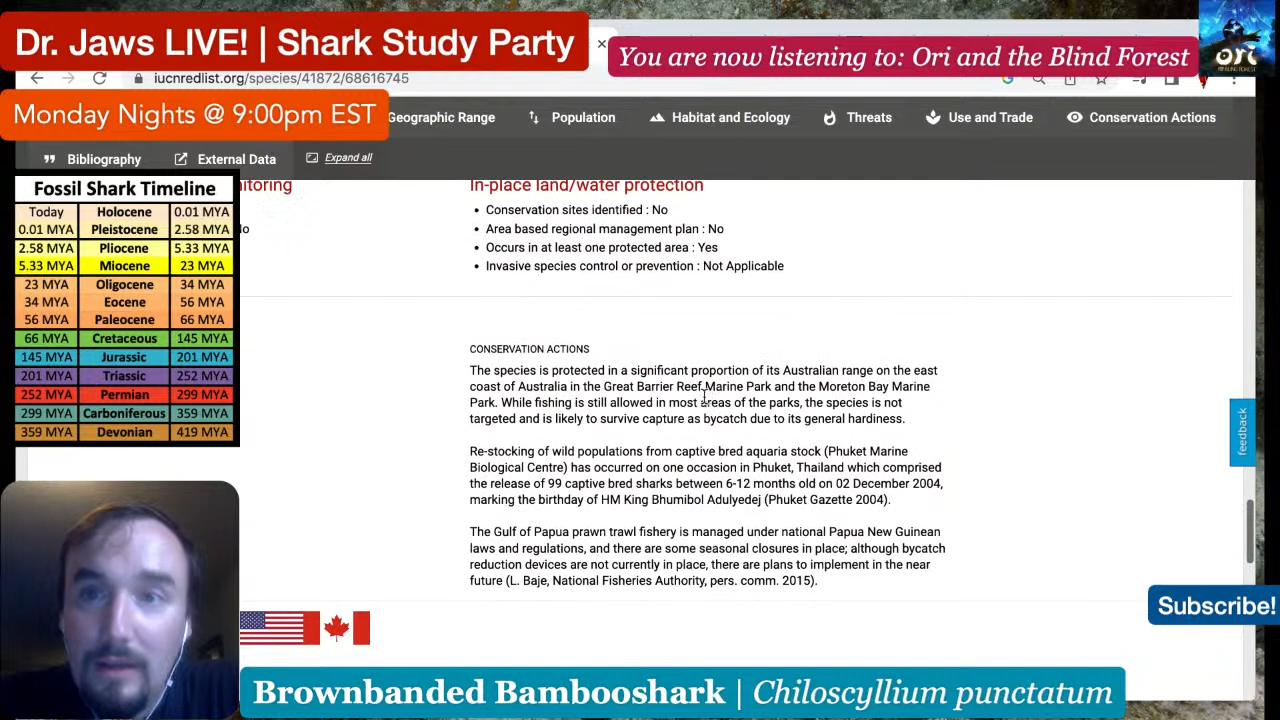 Dr. Jaws LIVE! | Shark Study Party
You are now listening to: Ori and the Blind Forest
ori
iucnredlist.org/species/41872/68616745
Monday Nights @ 9:00pm EST
Geographic Range
Population
Habitat and Ecology
Threats
Use and Trade
Conservation Actions
Bibliography
External Data
Expand all
Fossil Shark Timeline
Today Holocene 0.01 MYA
0.01 MYA Pleistocene 2.58 MYA
2.58 MYA Pliocene 5.33 MYA
5.33 MYA Miocene 23 MYA
23 MYA Oligocene 34 MYA
34 MYA Eocene 56 MYA
56 MYA Paleocene 66 MYA
66 MYA Cretaceous 145 MYA
145 MYA Jurassic 201 MYA
201 MYA Triassic 252 MYA
252 MYA Permian 299 MYA
299 MYA Carboniferous 359 MYA
359 MYA Devonian 419 MYA
itoring
No
In-place land/water protection
• Conservation sites identified : No
• Area based regional management plan : No
• Occurs in at least one protected area : Yes
• Invasive species control or prevention : Not Applicable
CONSERVATION ACTIONS
The species is protected in a significant proportion of its Australian range on the east
coast of Australia in the Great Barrier Reef Marine Park and the Moreton Bay Marine
Park. While fishing is still allowed in most areas of the parks, the species is not
targeted and is likely to survive capture as bycatch due to its general hardiness.
Re-stocking of wild populations from captive bred aquaria stock (Phuket Marine
Biological Centre) has occurred on one occasion in Phuket, Thailand which comprised
the release of 99 captive bred sharks between 6-12 months old on 02 December 2004,
marking the birthday of HM King Bhumibol Adulyedej (Phuket Gazette 2004).
The Gulf of Papua prawn trawl fishery is managed under national Papua New Guinean
laws and regulations, and there are some seasonal closures in place; although bycatch
reduction devices are not currently in place, there are plans to implement in the near
future (L. Baje, National Fisheries Authority, pers. comm. 2015).
feedback
Subscribe!
Brownbanded Bambooshark | Chiloscyllium punctatum